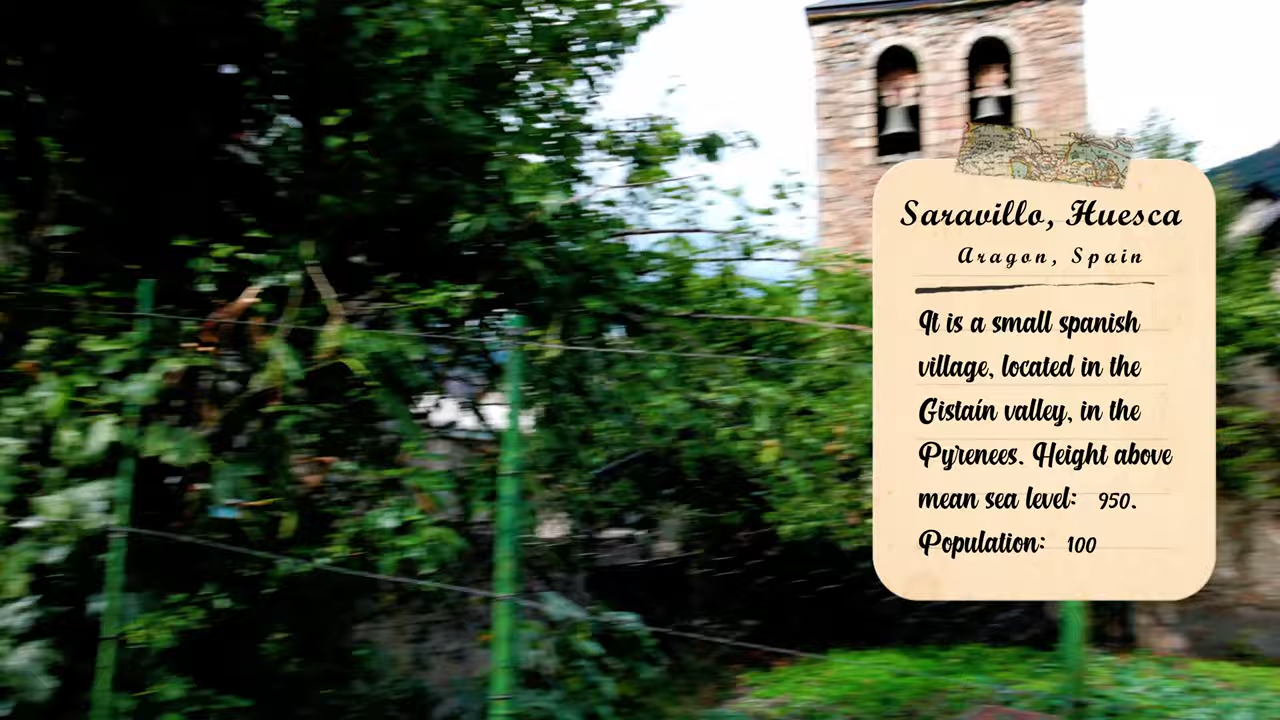 Saravillo, Huesca
Aragon, Spain
It is a small spanish
village, located in the
Gistaín valley, in the
Pyrenees. Height above
mean sea level: 950.
Population: 100